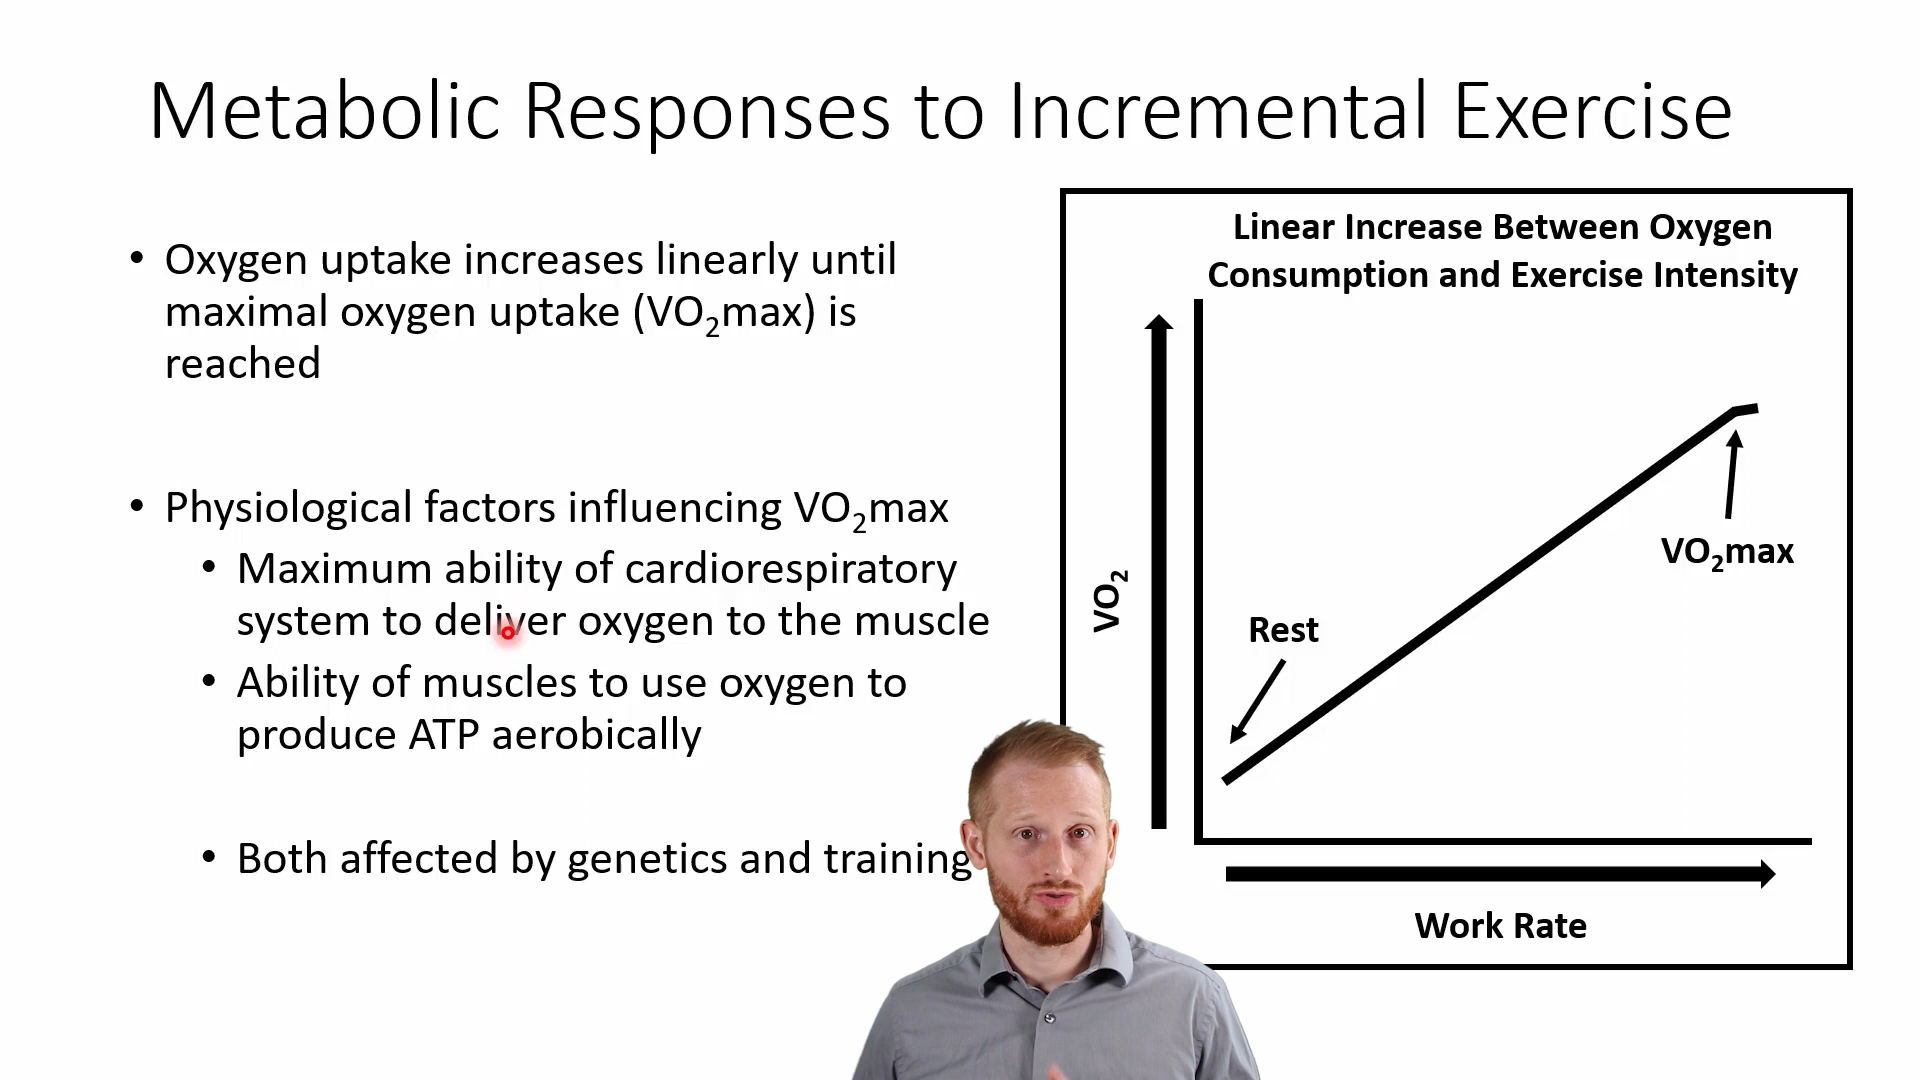 Metabolic Responses to Incremental Exercise
• Oxygen uptake increases linearly until
maximal oxygen uptake (VO₂max) is
reached
• Physiological factors influencing VO₂max
• Maximum ability of cardiorespiratory
system to deliver oxygen to the muscle
• Ability of muscles to use oxygen to
produce ATP aerobically
• Both affected by genetics and training
Linear Increase Between Oxygen
Consumption and Exercise Intensity
VO₂
Rest
VO₂max
Work Rate